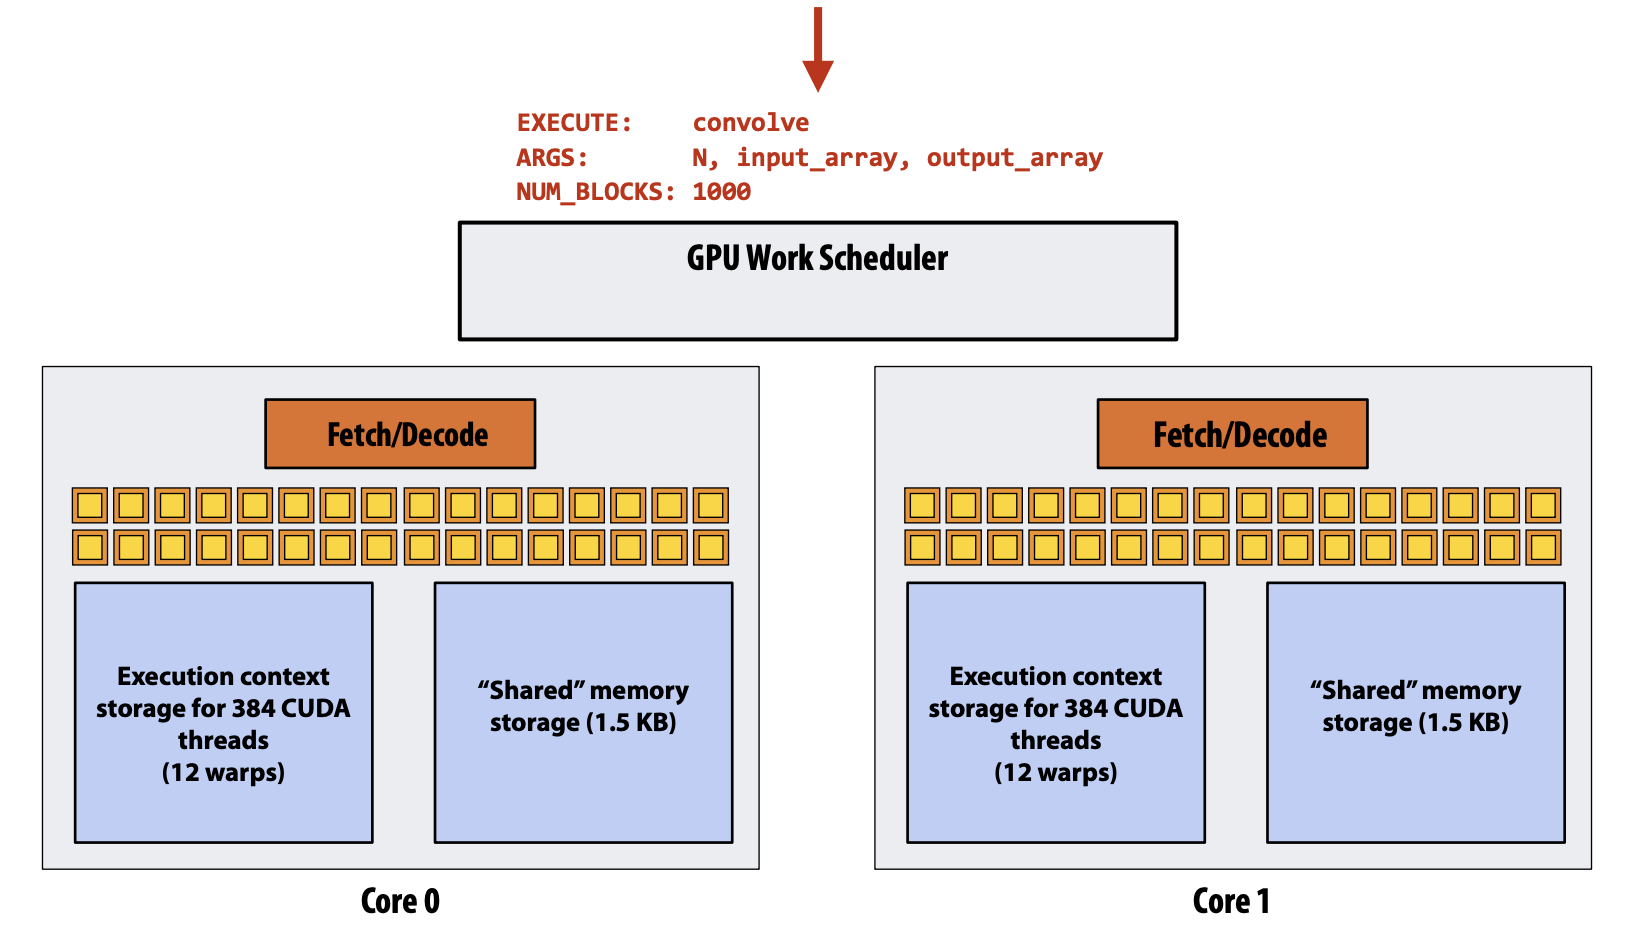 EXECUTE: convolve
ARGS: N, input_array, output_array
NUM_BLOCKS: 1000
GPU Work Scheduler
Fetch/Decode
Execution context
storage for 384 CUDA
threads
(12 warps)
“Shared” memory
storage (1.5 KB)
Core 0
Fetch/Decode
Execution context
storage for 384 CUDA
threads
(12 warps)
“Shared” memory
storage (1.5 KB)
Core 1